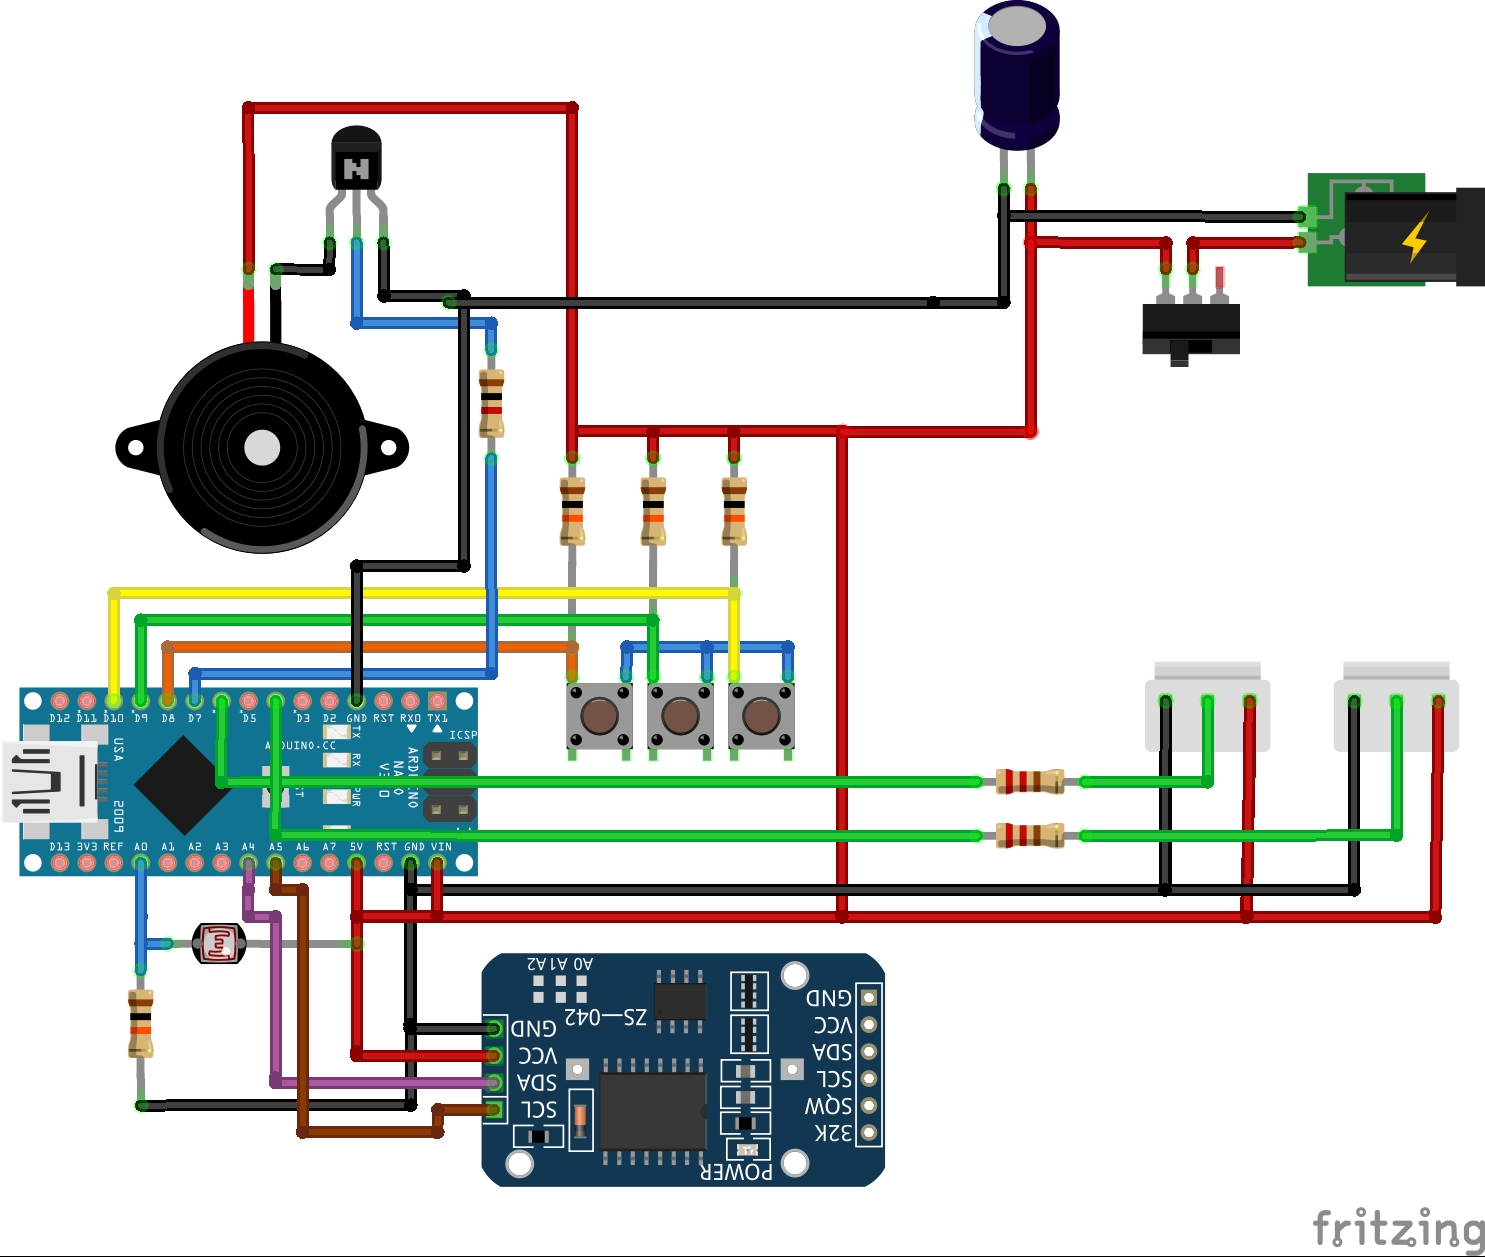 N
D12 D11 D10 D9 D8 D7 D5 D3 D2 GND RST RX0 TX1
ICSP
TX
RX
PWR
USA
2009
ARDUINO
NANO
V3.0
D13 3V3 REF A0 A1 A2 A3 A4 A5 A6 A7 5V RST GND VIN
A0 A1 A2
ZS-042
GND
VCC
SDA
SCL
GND
VCC
SDA
SCL
SQW
32K
POWER
fritzing